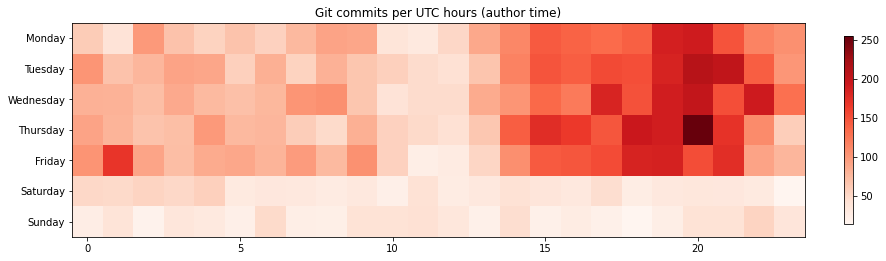 Git commits per UTC hours (author time)
Monday
Tuesday
Wednesday
Thursday
Friday
Saturday
Sunday
0 5 10 15 20
250
200
150
100
50